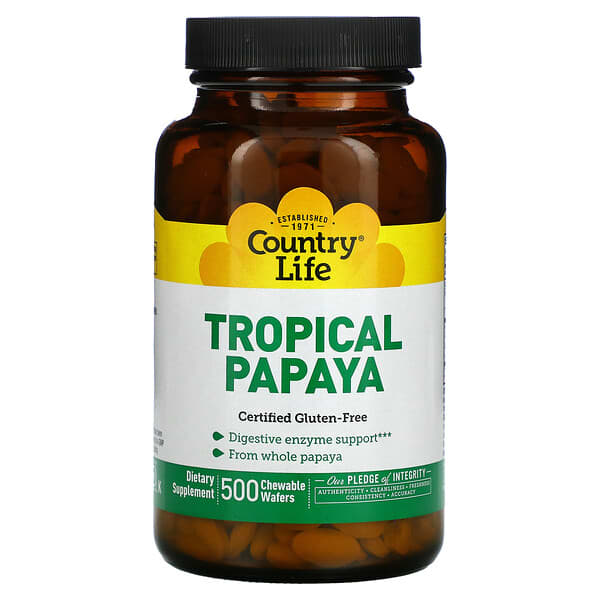 ESTABLISHED
1971
Country®
Life
TROPICAL
PAPAYA
Certified Gluten-Free
Digestive enzyme support***
From whole papaya
Dietary
Supplement
500 Chewable
Wafers
Our PLEDGE of INTEGRITY
AUTHENTICITY • CLEANLINESS • FRESHNESS
CONSISTENCY • ACCURACY